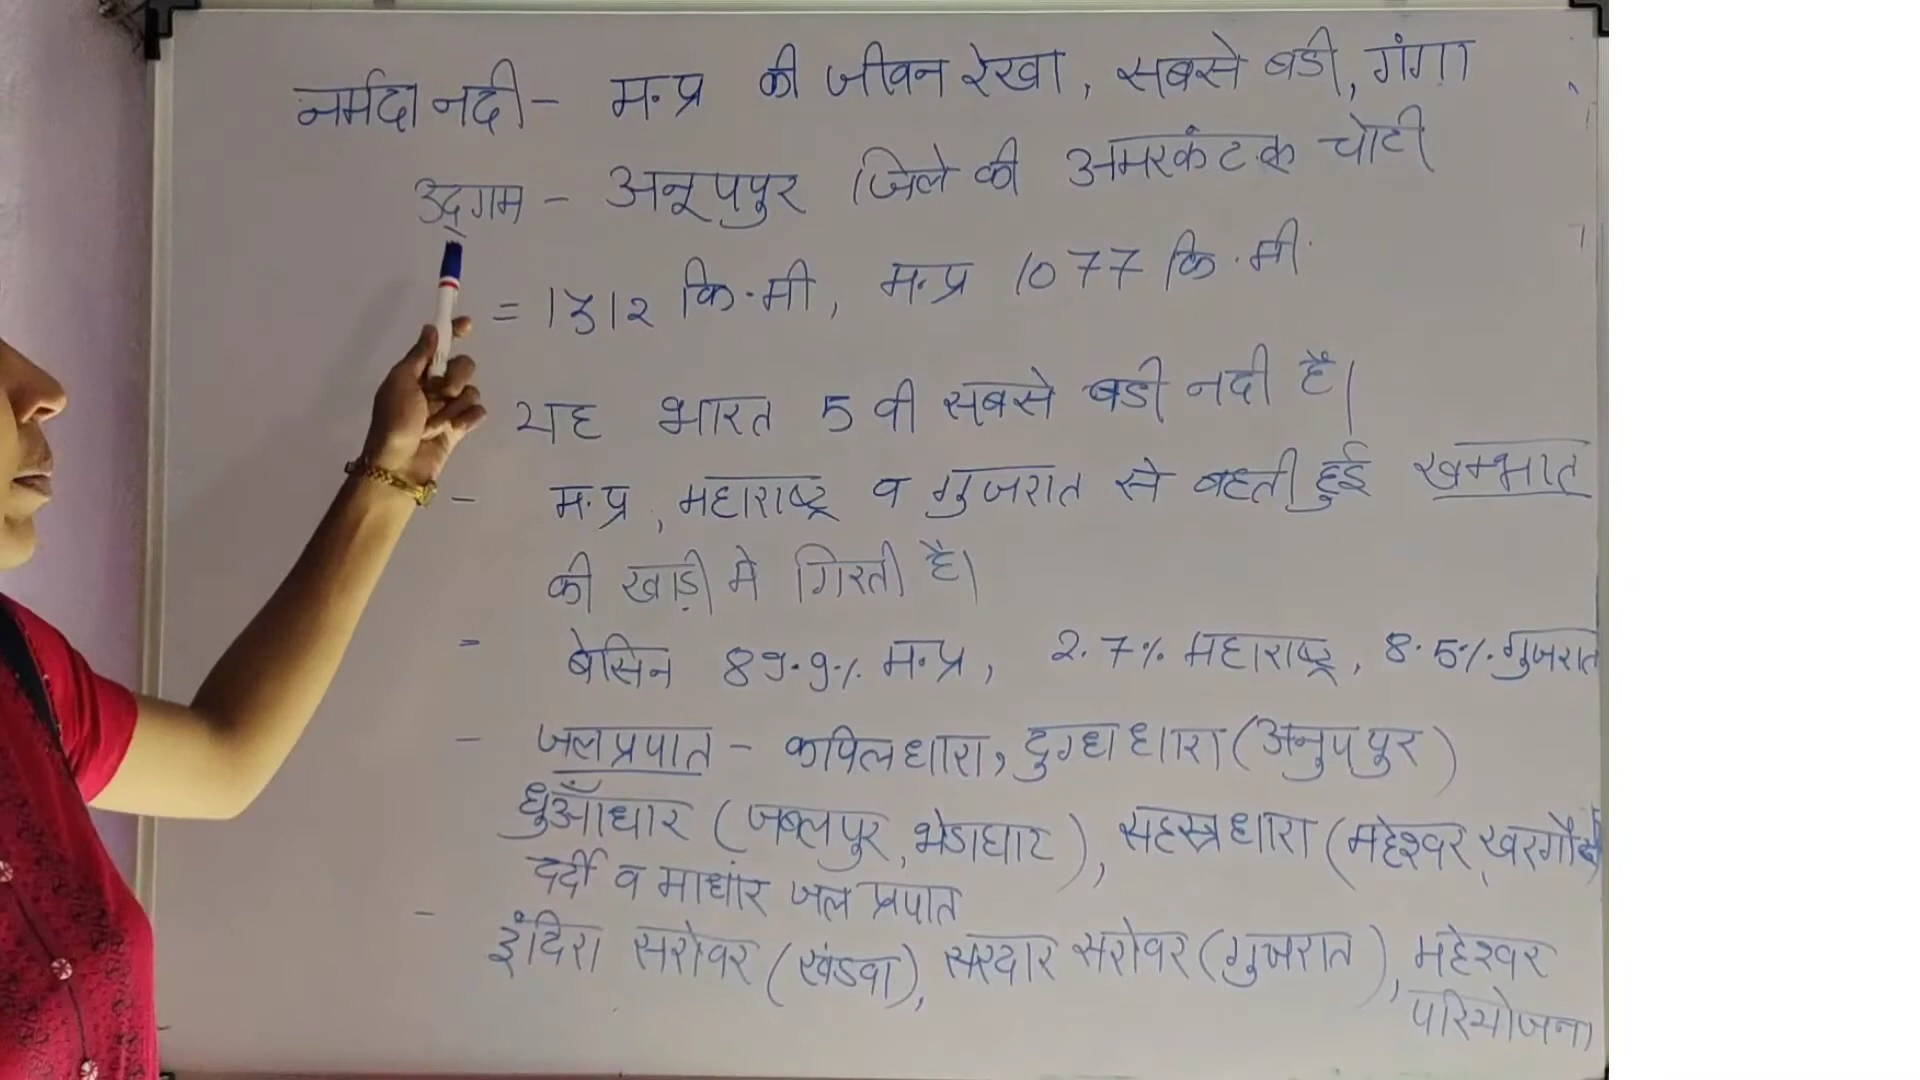 नर्मदा नदी - म.प्र की जीवन रेखा, सबसे बडी, गंगा
उद्गम - अनूपपुर जिले की अमरकंटक चोटी
= 1312 कि.मी, म.प्र 1077 कि.मी.
यह भारत 5 वी सबसे बडी नदी है।
- म.प्र, महाराष्ट्र व गुजरात से बहती हुई खम्भात
की खाड़ी मे गिरती है।
= बेसिन 89.9% म.प्र, 2.7% महाराष्ट्र, 8.5% गुजरात
- जलप्रपात - कपिलधारा, दुग्धधारा (अनुपपुर)
धुआँधार (जबलपुर, भेडाघाट), सहस्त्रधारा (महेश्वर, खरगौन
दर्दी व माधांर जल प्रपात
- इंदिरा सरोवर (खंडवा), सरदार सरोवर (गुजरात), महेश्वर
परियोजना